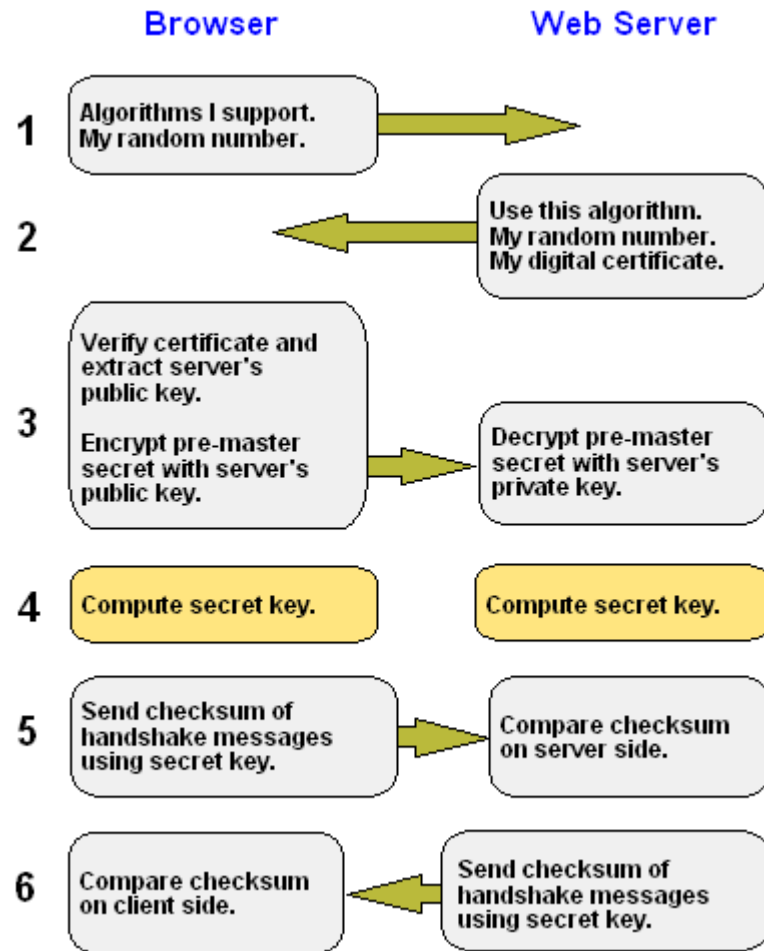 Browser
Web Server
1
Algorithms I support.
My random number.
2
Use this algorithm.
My random number.
My digital certificate.
3
Verify certificate and
extract server's
public key.
Encrypt pre-master
secret with server's
public key.
Decrypt pre-master
secret with server's
private key.
4
Compute secret key.
Compute secret key.
5
Send checksum of
handshake messages
using secret key.
Compare checksum
on server side.
6
Compare checksum
on client side.
Send checksum of
handshake messages
using secret key.